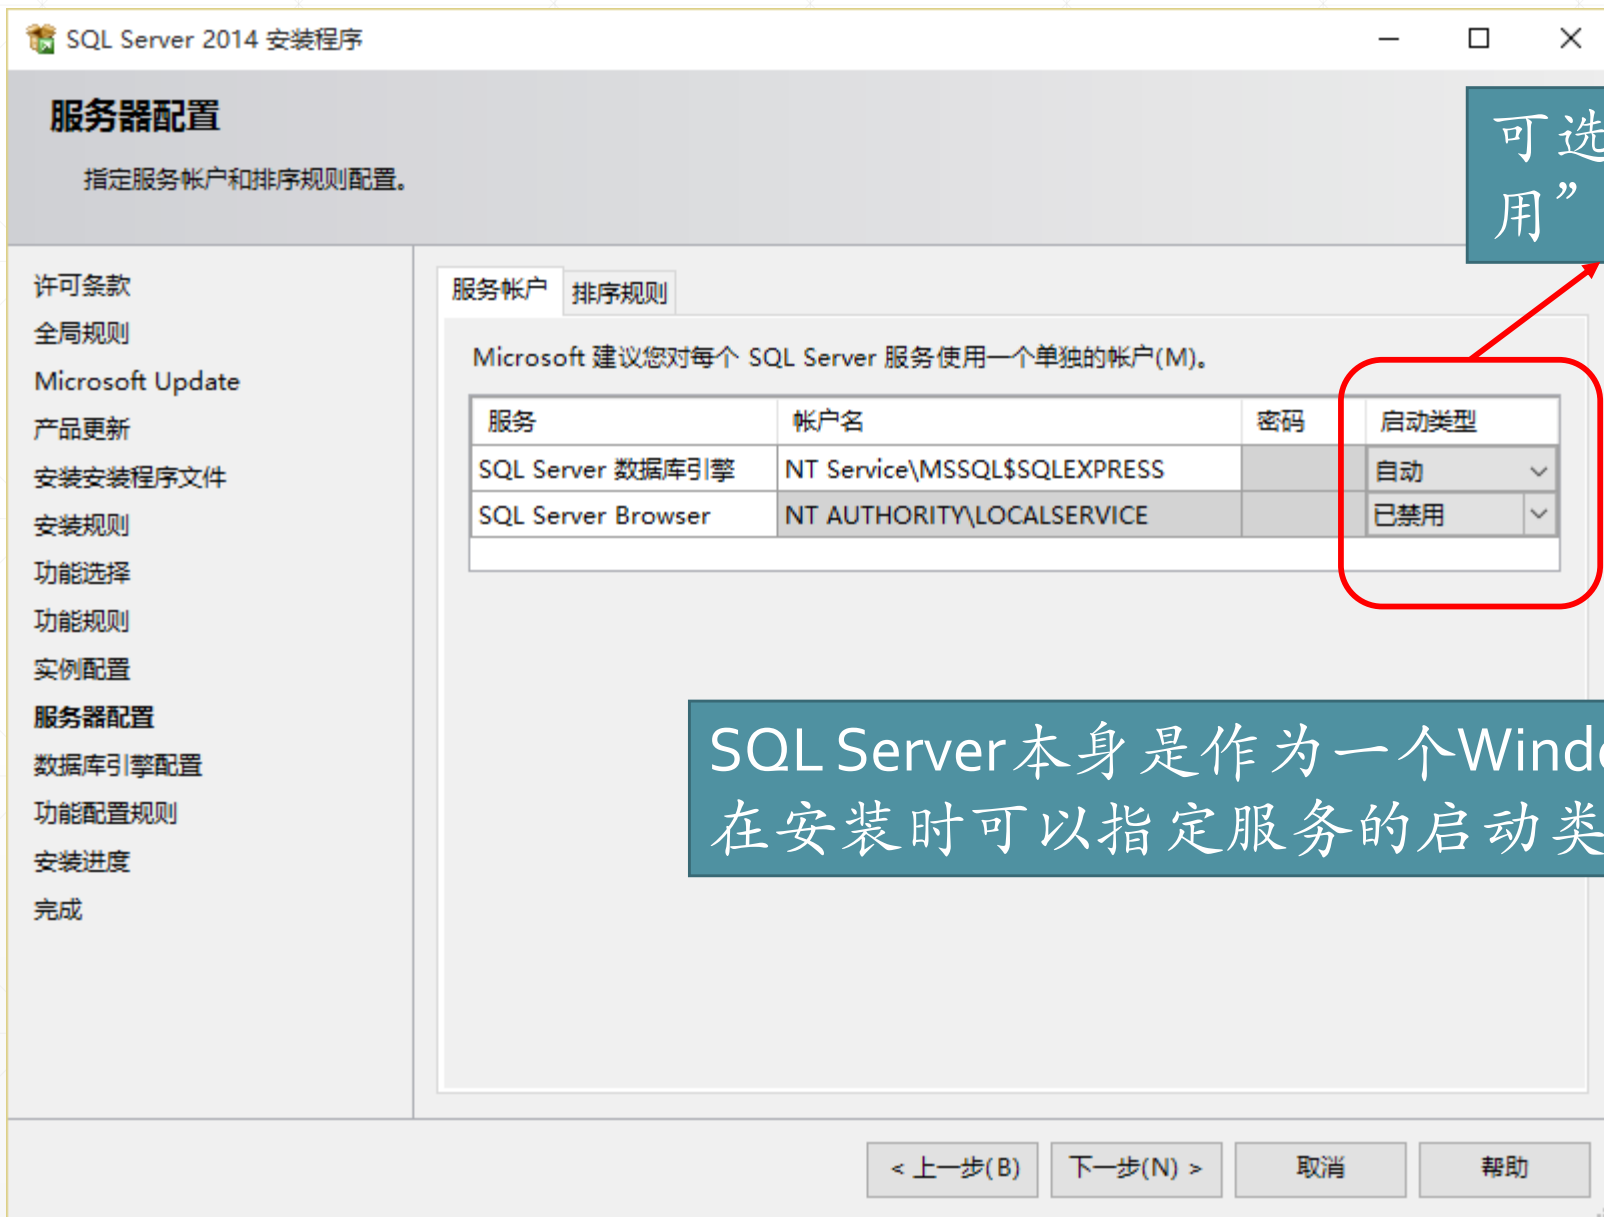 SQL Server 2014 安装程序
服务器配置
指定服务帐户和排序规则配置。
可选
用”
许可条款
全局规则
Microsoft Update
产品更新
安装安装程序文件
安装规则
功能选择
功能规则
实例配置
服务器配置
数据库引擎配置
功能配置规则
安装进度
完成
服务帐户 排序规则
Microsoft 建议您对每个 SQL Server 服务使用一个单独的帐户(M)。
服务 帐户名 密码 启动类型
SQL Server 数据库引擎 NT Service\MSSQL$SQLEXPRESS 自动
SQL Server Browser NT AUTHORITY\LOCALSERVICE 已禁用
SQL Server本身是作为一个Wind
在安装时可以指定服务的启动类
< 上一步(B) 下一步(N) > 取消 帮助